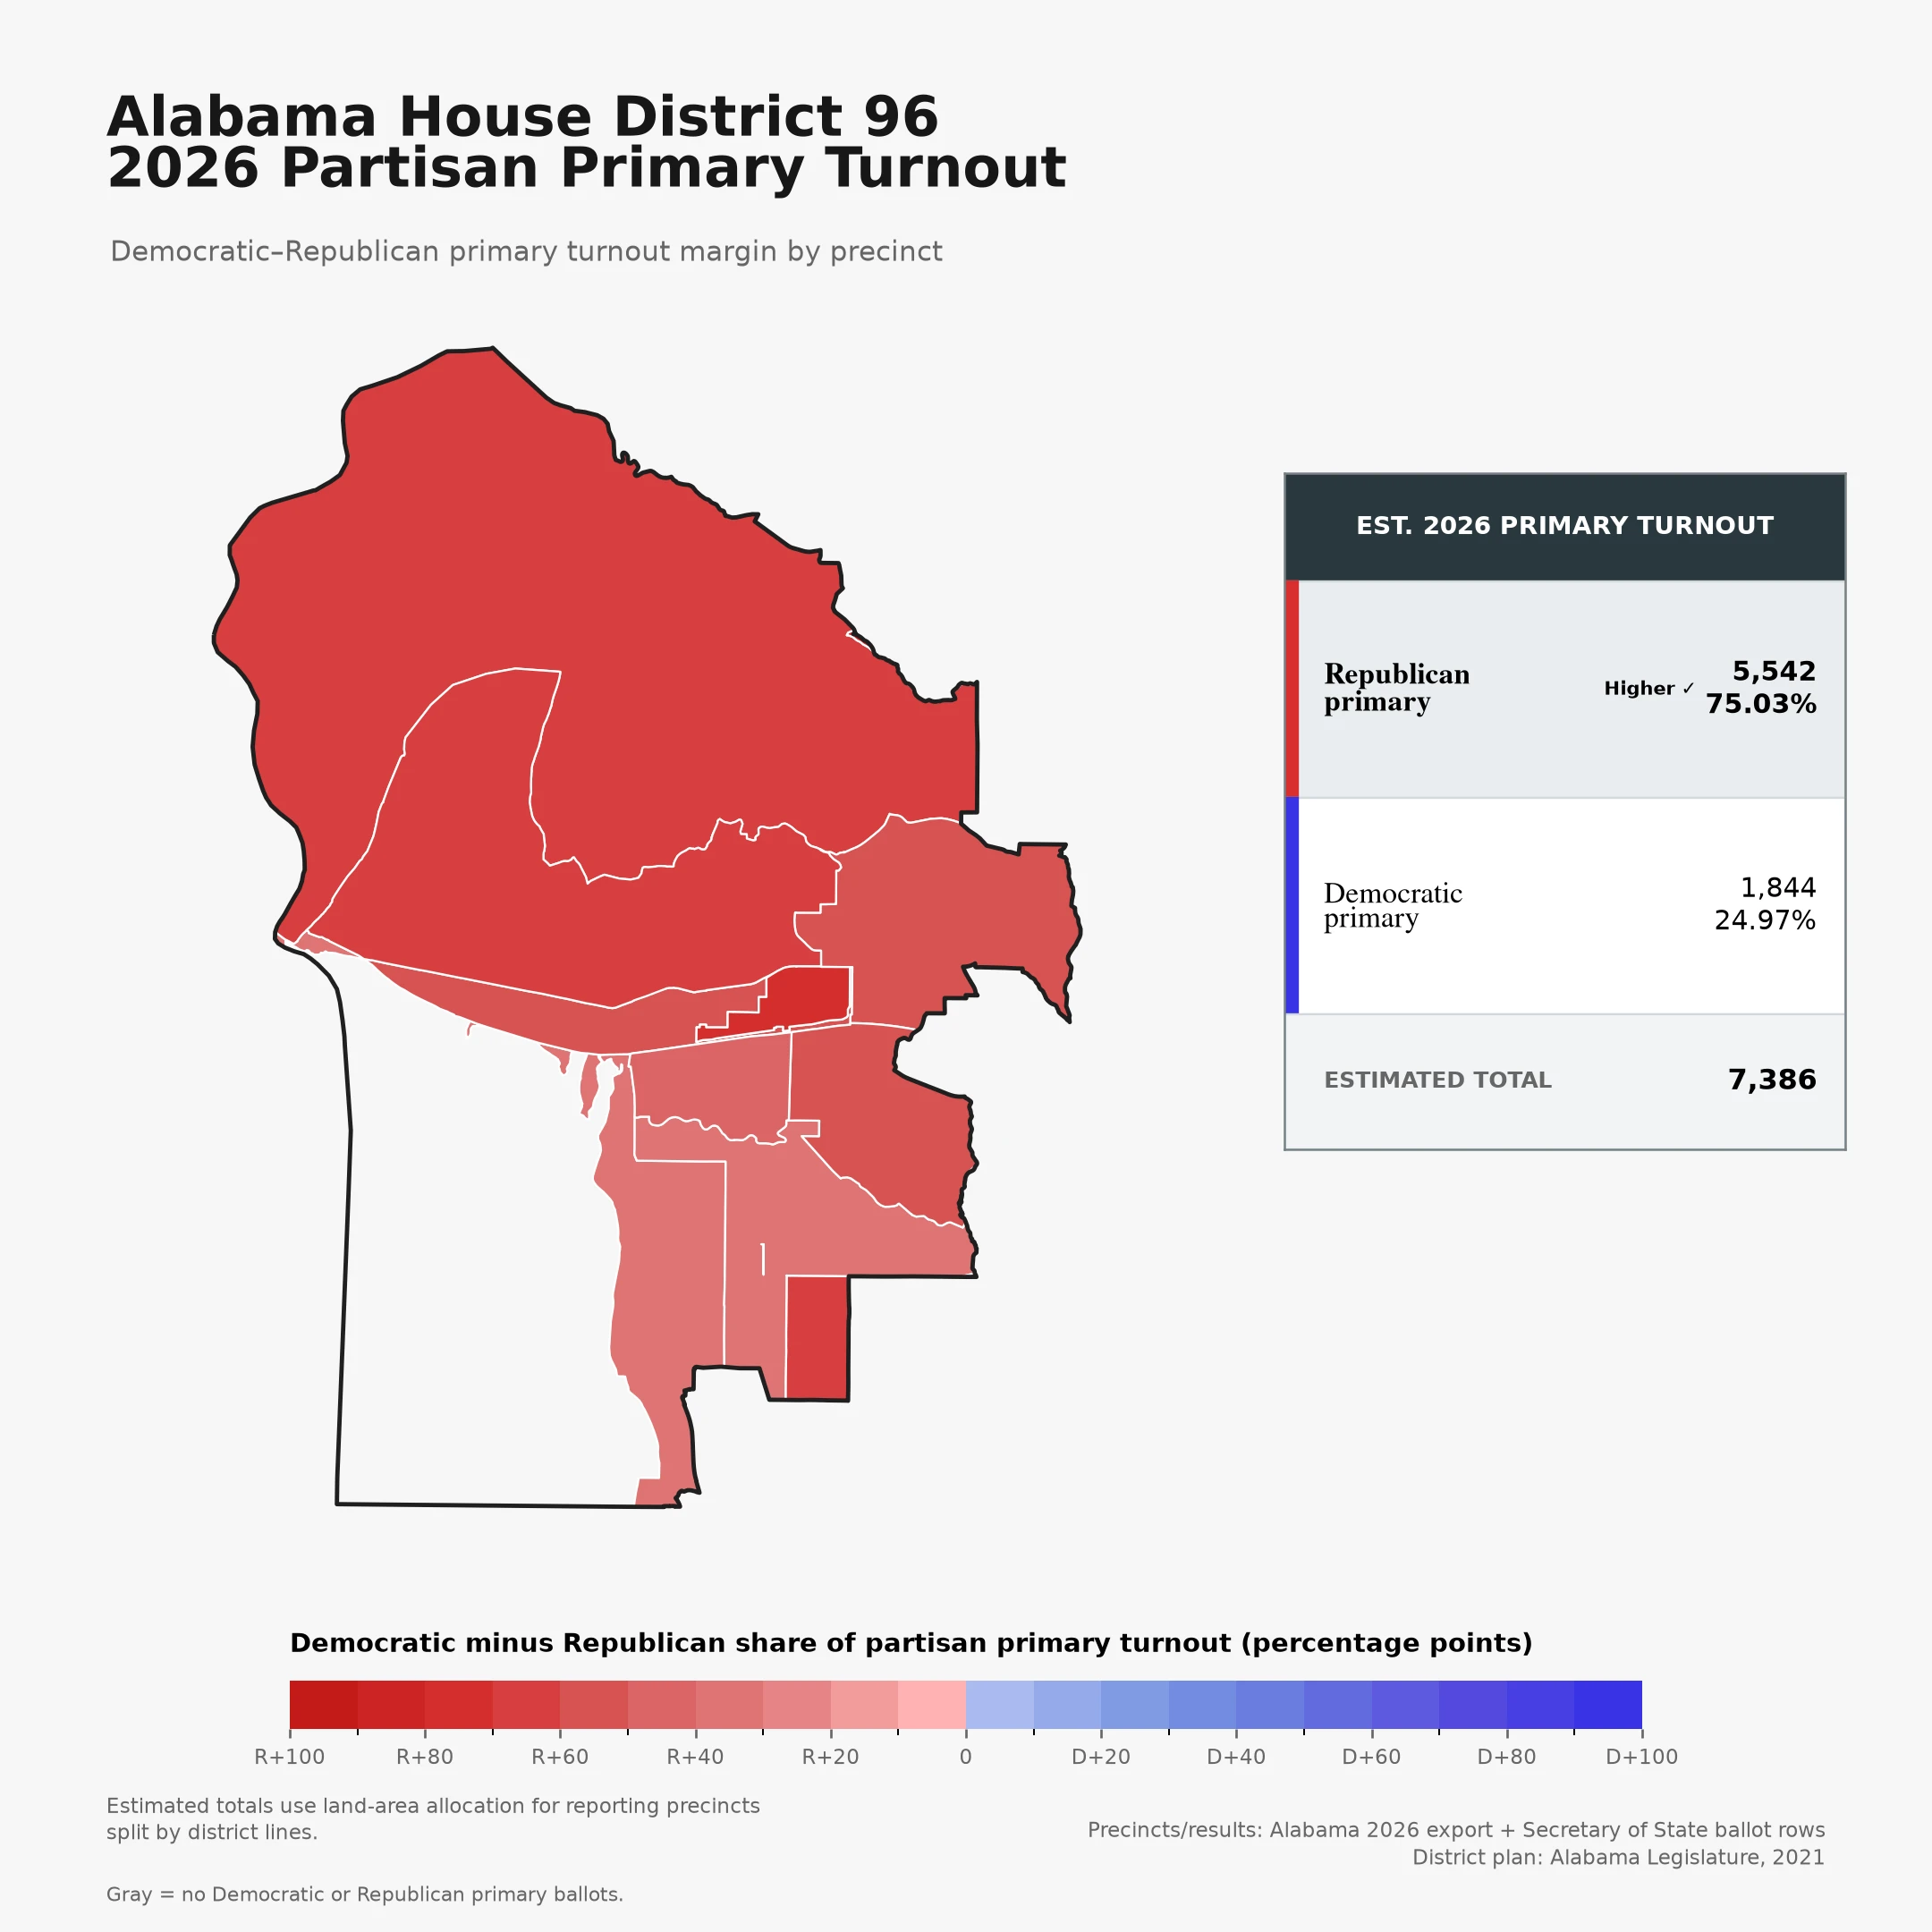 Alabama House District 96
2026 Partisan Primary Turnout
Democratic–Republican primary turnout margin by precinct
EST. 2026 PRIMARY TURNOUT
Republican
primary
Higher ✓
5,542
75.03%
Democratic
primary
1,844
24.97%
ESTIMATED TOTAL
7,386
Democratic minus Republican share of partisan primary turnout (percentage points)
R+100 R+80 R+60 R+40 R+20 0 D+20 D+40 D+60 D+80 D+100
Estimated totals use land-area allocation for reporting precincts
split by district lines.
Gray = no Democratic or Republican primary ballots.
Precincts/results: Alabama 2026 export + Secretary of State ballot rows
District plan: Alabama Legislature, 2021